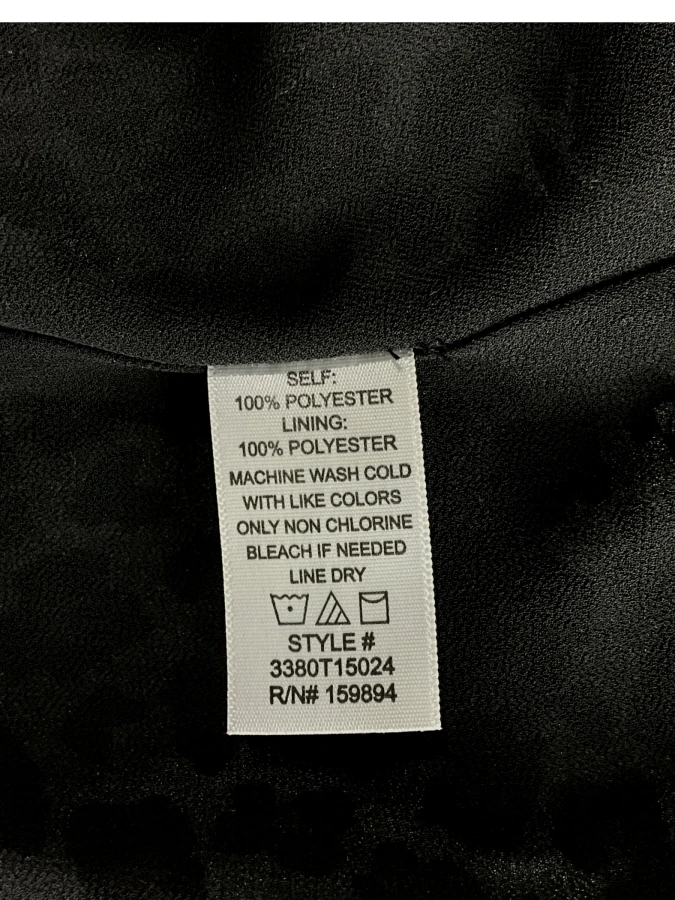 SELF:
100% POLYESTER
LINING:
100% POLYESTER
MACHINE WASH COLD
WITH LIKE COLORS
ONLY NON CHLORINE
BLEACH IF NEEDED
LINE DRY
STYLE #
3380T15024
R/N# 159894